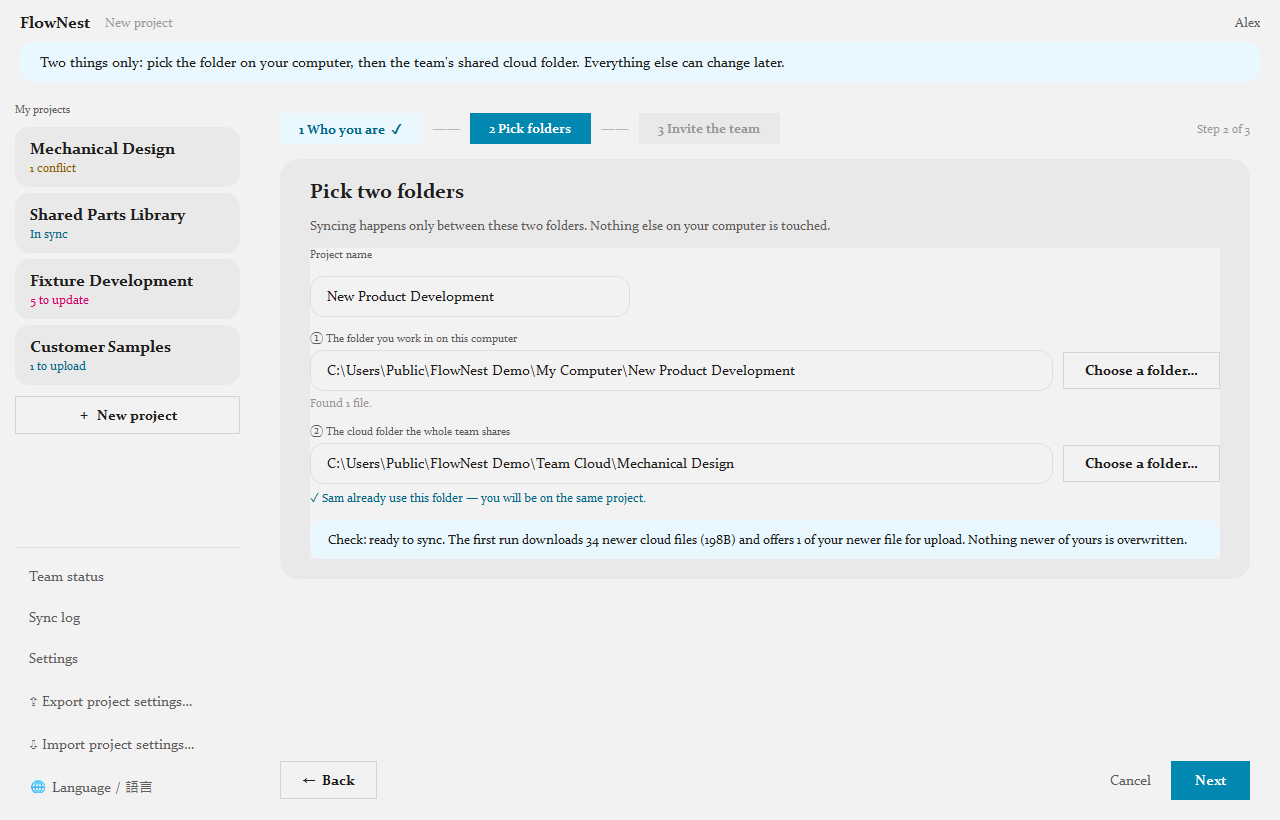 FlowNest New project
Alex
Two things only: pick the folder on your computer, then the team's shared cloud folder. Everything else can change later.
My projects
Mechanical Design
1 conflict
Shared Parts Library
In sync
Fixture Development
5 to update
Customer Samples
1 to upload
+ New project
Team status
Sync log
Settings
⇧ Export project settings...
⇩ Import project settings...
🌐 Language / 語言
1 Who you are ✓
2 Pick folders
3 Invite the team
Step 2 of 3
Pick two folders
Syncing happens only between these two folders. Nothing else on your computer is touched.
Project name
New Product Development
① The folder you work in on this computer
C:\Users\Public\FlowNest Demo\My Computer\New Product Development
Choose a folder...
Found 1 file.
② The cloud folder the whole team shares
C:\Users\Public\FlowNest Demo\Team Cloud\Mechanical Design
Choose a folder...
✓ Sam already use this folder — you will be on the same project.
Check: ready to sync. The first run downloads 34 newer cloud files (198B) and offers 1 of your newer file for upload. Nothing newer of yours is overwritten.
← Back
Cancel
Next